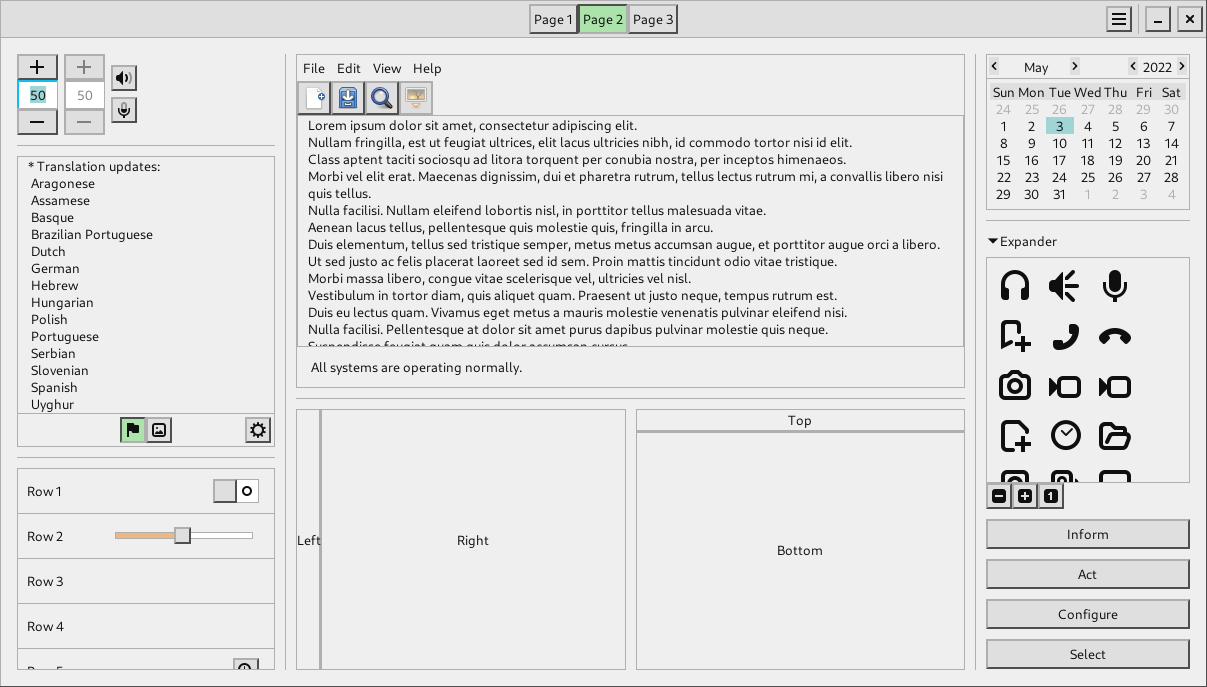 Page 1 Page 2 Page 3
50 50
* Translation updates:
Aragonese
Assamese
Basque
Brazilian Portuguese
Dutch
German
Hebrew
Hungarian
Polish
Portuguese
Serbian
Slovenian
Spanish
Uyghur
Row 1
Row 2
Row 3
Row 4
Row 5
File Edit View Help
Lorem ipsum dolor sit amet, consectetur adipiscing elit.
Nullam fringilla, est ut feugiat ultrices, elit lacus ultricies nibh, id commodo tortor nisi id elit.
Class aptent taciti sociosqu ad litora torquent per conubia nostra, per inceptos himenaeos.
Morbi vel elit erat. Maecenas dignissim, dui et pharetra rutrum, tellus lectus rutrum mi, a convallis libero nisi
quis tellus.
Nulla facilisi. Nullam eleifend lobortis nisl, in porttitor tellus malesuada vitae.
Aenean lacus tellus, pellentesque quis molestie quis, fringilla in arcu.
Duis elementum, tellus sed tristique semper, metus metus accumsan augue, et porttitor augue orci a libero.
Ut sed justo ac felis placerat laoreet sed id sem. Proin mattis tincidunt odio vitae tristique.
Morbi massa libero, congue vitae scelerisque vel, ultricies vel nisl.
Vestibulum in tortor diam, quis aliquet quam. Praesent ut justo neque, tempus rutrum est.
Duis eu lectus quam. Vivamus eget metus a mauris molestie venenatis pulvinar eleifend nisi.
Nulla facilisi. Pellentesque at dolor sit amet purus dapibus pulvinar molestie quis neque.
Suspendisse feugiat quam quis dolor accumsan cursus.
All systems are operating normally.
Left Right
Top
Bottom
May 2022
Sun Mon Tue Wed Thu Fri Sat
24 25 26 27 28 29 30
1 2 3 4 5 6 7
8 9 10 11 12 13 14
15 16 17 18 19 20 21
22 23 24 25 26 27 28
29 30 31 1 2 3 4
Expander
1
Inform
Act
Configure
Select